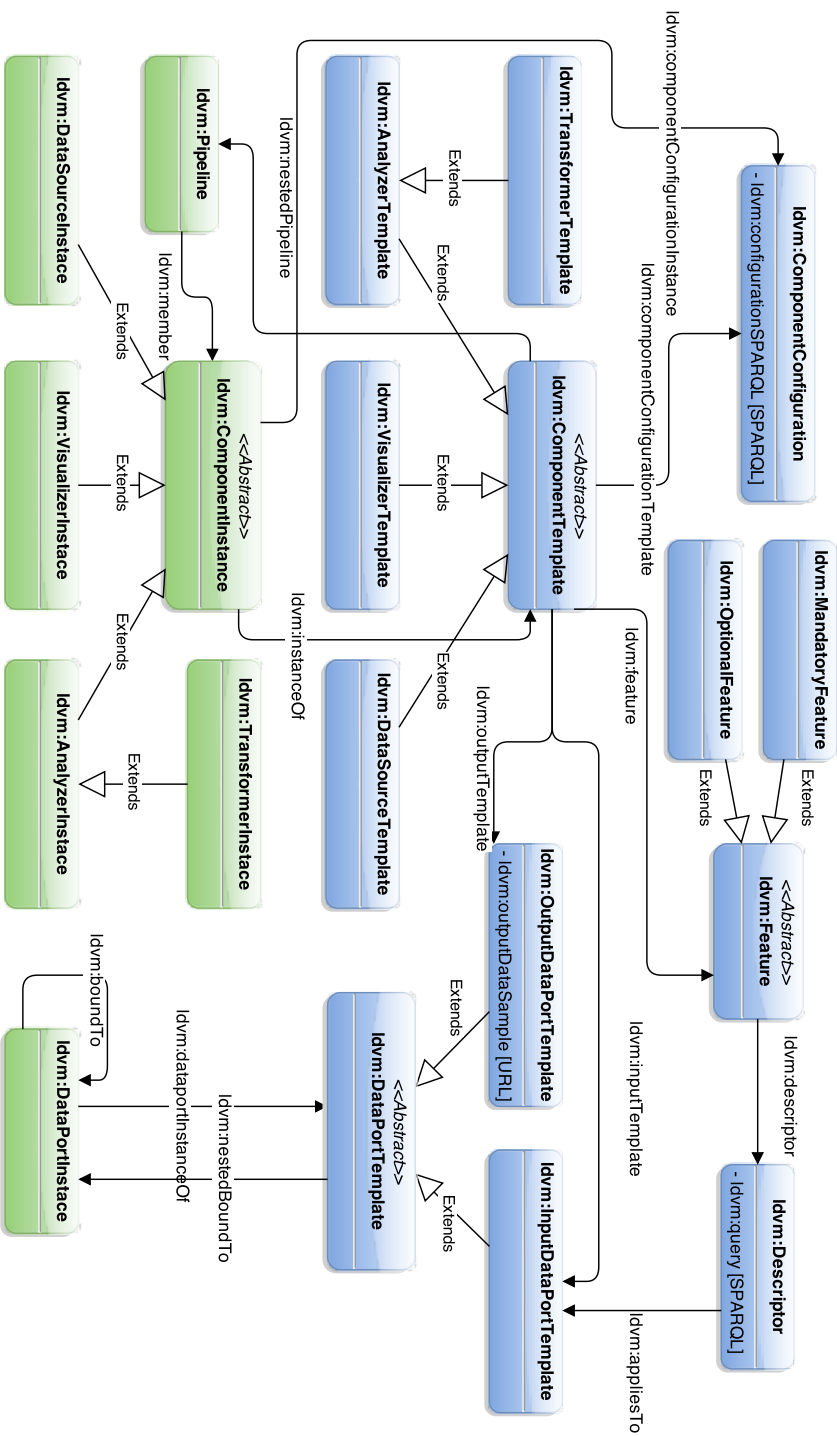 ldvm:ComponentConfiguration
- ldvm:configurationSPARQL [SPARQL]
ldvm:MandatoryFeature
ldvm:OptionalFeature
Extends
Extends
<<Abstract>>
ldvm:Feature
ldvm:descriptor
ldvm:Descriptor
- ldvm:query [SPARQL]
ldvm:componentConfigurationInstance
ldvm:componentConfigurationTemplate
ldvm:feature
ldvm:inputTemplate
ldvm:appliesTo
ldvm:TransformerTemplate
Extends
ldvm:AnalyzerTemplate
Extends
<<Abstract>>
ldvm:ComponentTemplate
Extends
ldvm:VisualizerTemplate
Extends
ldvm:DataSourceTemplate
ldvm:outputTemplate
ldvm:OutputDataPortTemplate
- ldvm:outputDataSample [URL]
ldvm:InputDataPortTemplate
Extends
Extends
<<Abstract>>
ldvm:DataPortTemplate
ldvm:nestedPipeline
ldvm:instanceOf
ldvm:Pipeline
ldvm:member
<<Abstract>>
ldvm:ComponentInstance
ldvm:TransformerInstace
ldvm:nestedBoundTo
ldvm:dataportInstanceOf
Extends
Extends
Extends
Extends
ldvm:boundTo
ldvm:DataSourceInstace
ldvm:VisualizerInstace
ldvm:AnalyzerInstace
ldvm:DataPortInstace